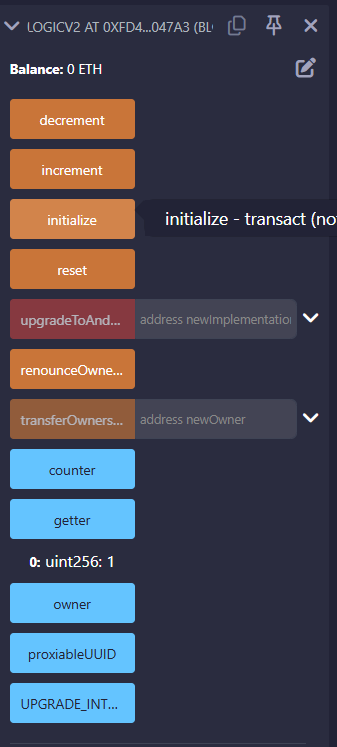 LOGICV2 AT 0XFD4...047A3 (BL
Balance: 0 ETH
decrement
increment
initialize
initialize - transact (no
reset
upgradeToAnd... address newImplementation
renounceOwne...
transferOwners... address newOwner
counter
getter
0: uint256: 1
owner
proxiableUUID
UPGRADE_INT...